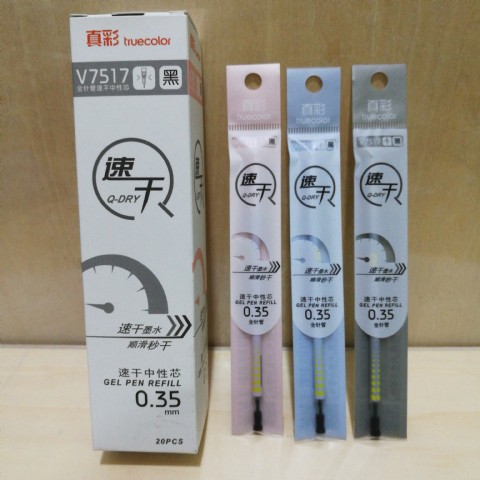 真彩 truecolor
V7517 黑
全针管速干中性芯
速干
Q-DRY
速干墨水
顺滑秒干
速干中性芯
GEL PEN REFILL
0.35
mm
20PCS
真彩
truecolor
黑
速干
Q-DRY
速干墨水
顺滑秒干
速干中性芯
GEL PEN REFILL
0.35
全针管
真彩
truecolor
黑
速干
Q-DRY
速干墨水
顺滑秒干
速干中性芯
GEL PEN REFILL
0.35
全针管
真彩
truecolor
V7517 黑
速干
Q-DRY
速干墨水
顺滑秒干
速干中性芯
GEL PEN REFILL
0.35
全针管